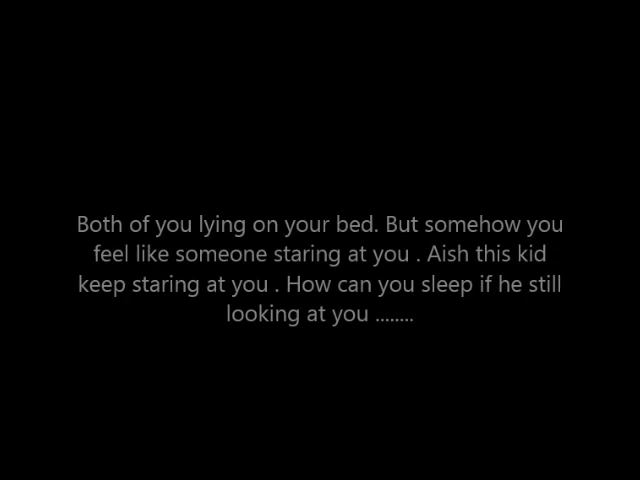 Both of you lying on your bed. But somehow you
feel like someone staring at you . Aish this kid
keep staring at you . How can you sleep if he still
looking at you ........